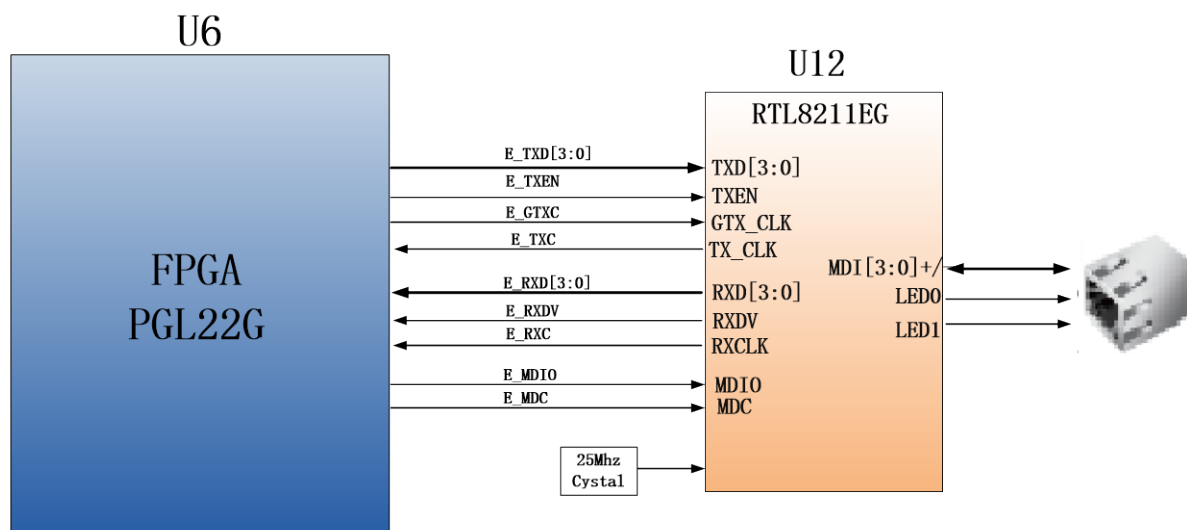 U6
FPGA
PGL22G
E_TXD[3:0]
E_TXEN
E_GTXC
E_TXC
E_RXD[3:0]
E_RXDV
E_RXC
E_MDIO
E_MDC
25Mhz
Cystal
U12
RTL8211EG
TXD[3:0]
TXEN
GTX_CLK
TX_CLK
RXD[3:0]
RXDV
RXCLK
MDIO
MDC
MDI[3:0]+/
LED0
LED1